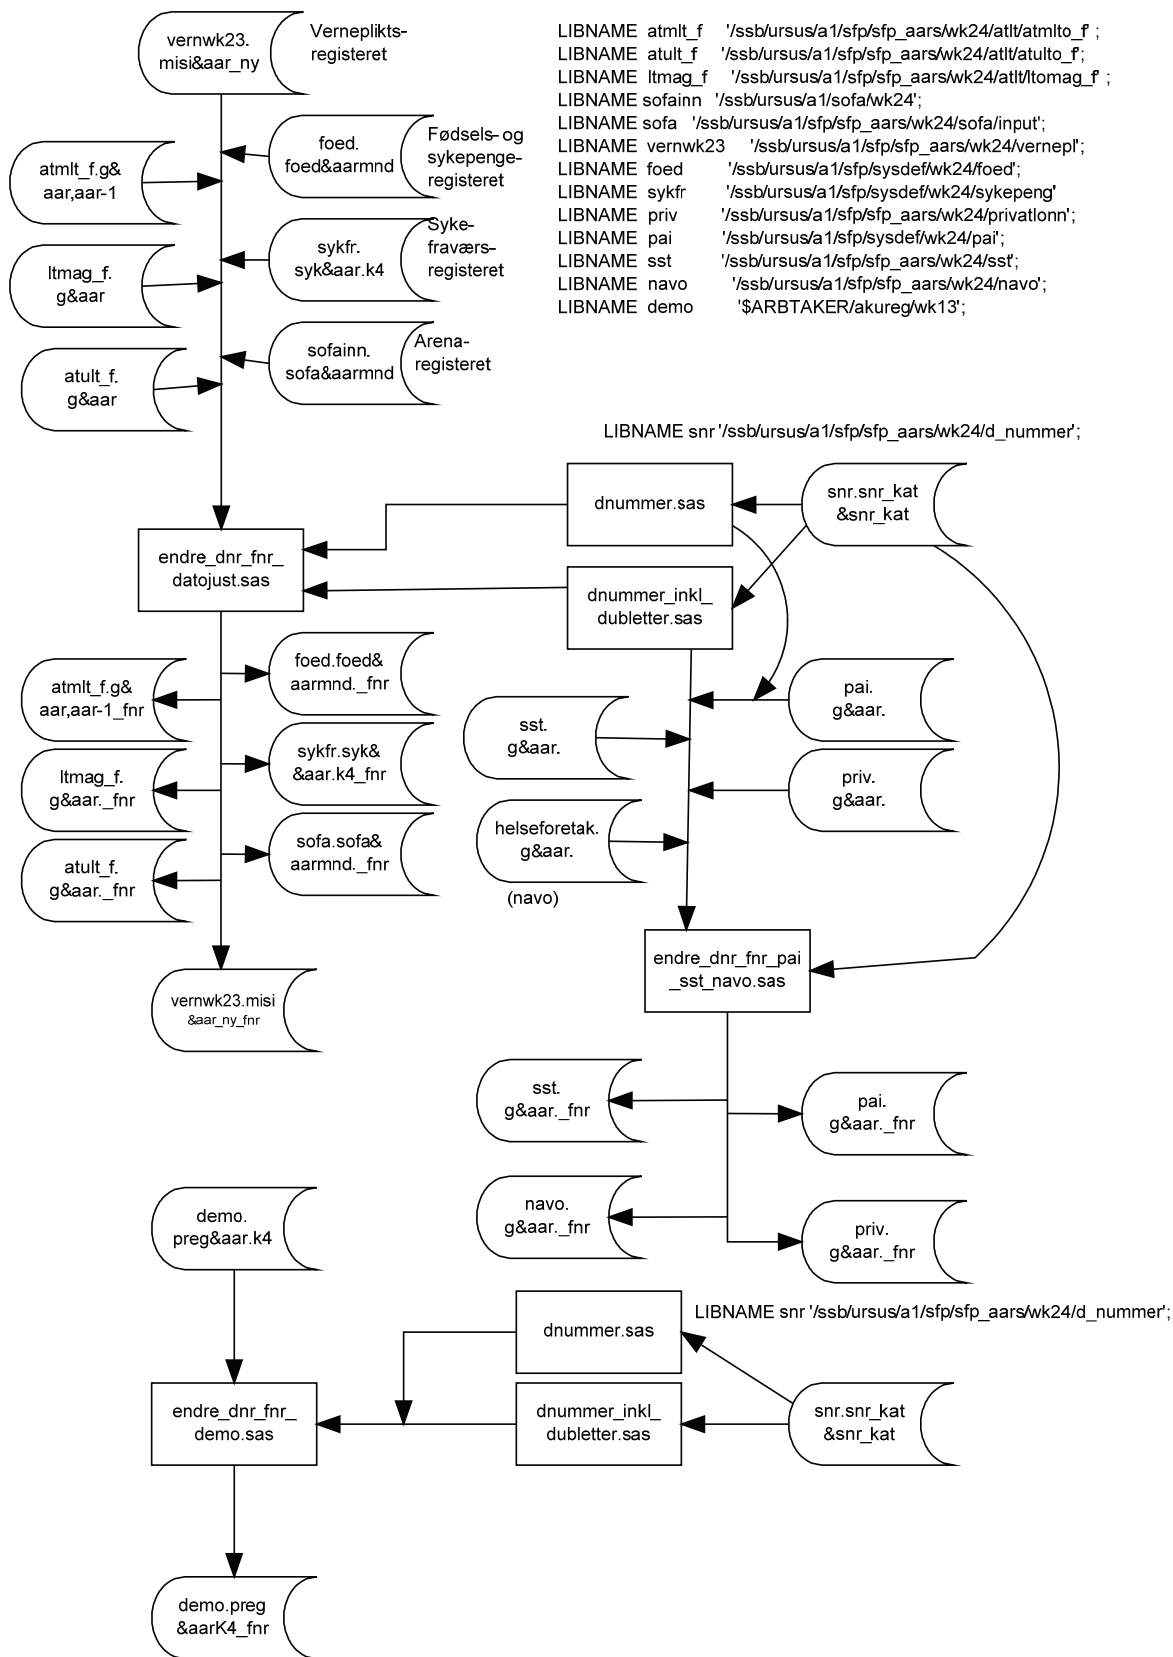 vernwk23.
misi&aar_ny
Verneplikts-
registeret
LIBNAME atmlt_f '/ssb/ursus/a1/sfp/sfp_aars/wk24/atlt/atmlto_f' ;
LIBNAME atult_f '/ssb/ursus/a1/sfp/sfp_aars/wk24/atlt/atulto_f';
LIBNAME ltmag_f '/ssb/ursus/a1/sfp/sfp_aars/wk24/atlt/ltomag_f' ;
LIBNAME sofainn '/ssb/ursus/a1/sofa/wk24';
LIBNAME sofa '/ssb/ursus/a1/sfp/sfp_aars/wk24/sofa/input';
LIBNAME vernwk23 '/ssb/ursus/a1/sfp/sfp_aars/wk24/vernepl';
LIBNAME foed '/ssb/ursus/a1/sfp/sysdef/wk24/foed';
LIBNAME sykfr '/ssb/ursus/a1/sfp/sysdef/wk24/sykepeng'
LIBNAME priv '/ssb/ursus/a1/sfp/sfp_aars/wk24/privatlonn';
LIBNAME pai '/ssb/ursus/a1/sfp/sysdef/wk24/pai';
LIBNAME sst '/ssb/ursus/a1/sfp/sfp_aars/wk24/sst';
LIBNAME navo '/ssb/ursus/a1/sfp/sfp_aars/wk24/navo';
LIBNAME demo '$ARBTAKER/akureg/wk13';
foed.
foed&aarmnd
Fødsels- og
sykepenge-
registeret
atmlt_f.g&
aar,aar-1
sykfr.
syk&aar.k4
Syke-
fraværs-
registeret
ltmag_f.
g&aar
sofainn.
sofa&aarmnd
Arena-
registeret
atult_f.
g&aar
LIBNAME snr '/ssb/ursus/a1/sfp/sfp_aars/wk24/d_nummer';
dnummer.sas
snr.snr_kat
&snr_kat
endre_dnr_fnr_
datojust.sas
dnummer_inkl_
dubletter.sas
foed.foed&
aarmnd._fnr
atmlt_f.g&
aar,aar-1_fnr
pai.
g&aar.
sst.
g&aar.
sykfr.syk&
&aar.k4_fnr
ltmag_f.
g&aar._fnr
priv.
g&aar.
helseforetak.
g&aar.
(navo)
sofa.sofa&
aarmnd._fnr
atult_f.
g&aar._fnr
endre_dnr_fnr_pai
_sst_navo.sas
vernwk23.misi
&aar_ny_fnr
sst.
g&aar._fnr
pai.
g&aar._fnr
navo.
g&aar._fnr
priv.
g&aar._fnr
demo.
preg&aar.k4
LIBNAME snr '/ssb/ursus/a1/sfp/sfp_aars/wk24/d_nummer';
dnummer.sas
endre_dnr_fnr_
demo.sas
dnummer_inkl_
dubletter.sas
snr.snr_kat
&snr_kat
demo.preg
&aarK4_fnr